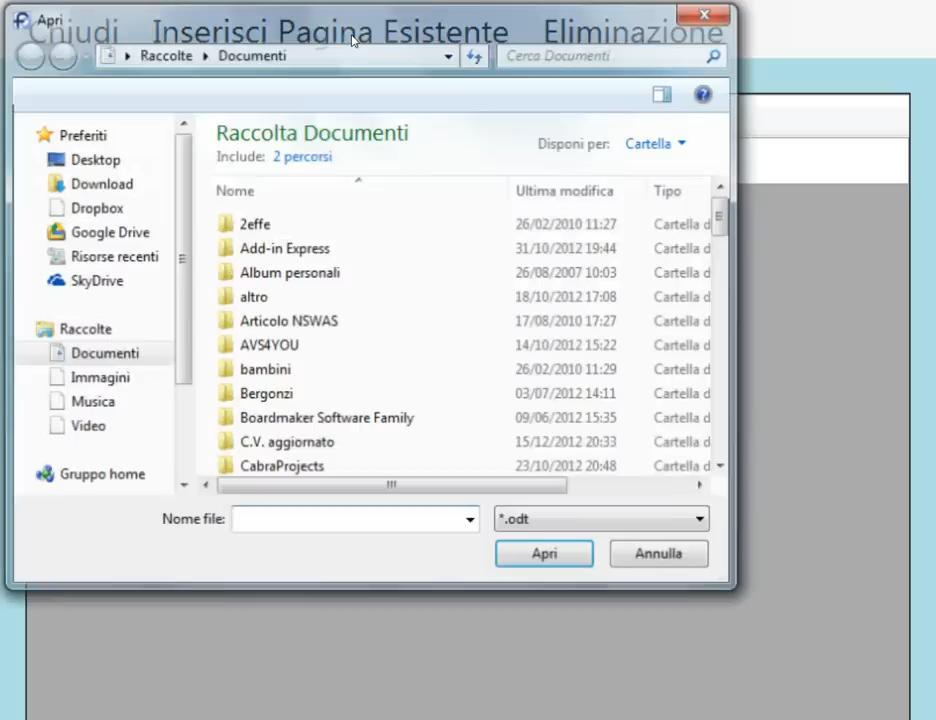 Apri
Chiudi Inserisci Pagina Esistente Eliminazione
Raccolte Documenti Cerca Documenti
Preferiti
Desktop
Download
Dropbox
Google Drive
Risorse recenti
SkyDrive
Raccolte
Documenti
Immagini
Musica
Video
Gruppo home
Raccolta Documenti
Include: 2 percorsi
Disponi per: Cartella
Nome Ultima modifica Tipo
2effe 26/02/2010 11:27 Cartella d
Add-in Express 31/10/2012 19:44 Cartella d
Album personali 26/08/2007 10:03 Cartella d
altro 18/10/2012 17:08 Cartella d
Articolo NSWAS 17/08/2010 17:27 Cartella d
AVS4YOU 14/10/2012 15:22 Cartella d
bambini 26/02/2010 11:29 Cartella d
Bergonzi 03/07/2012 14:11 Cartella d
Boardmaker Software Family 09/06/2012 15:35 Cartella d
C.V. aggiornato 15/12/2012 20:33 Cartella d
CabraProjects 23/10/2012 20:48 Cartella d
Nome file: *.odt
Apri Annulla